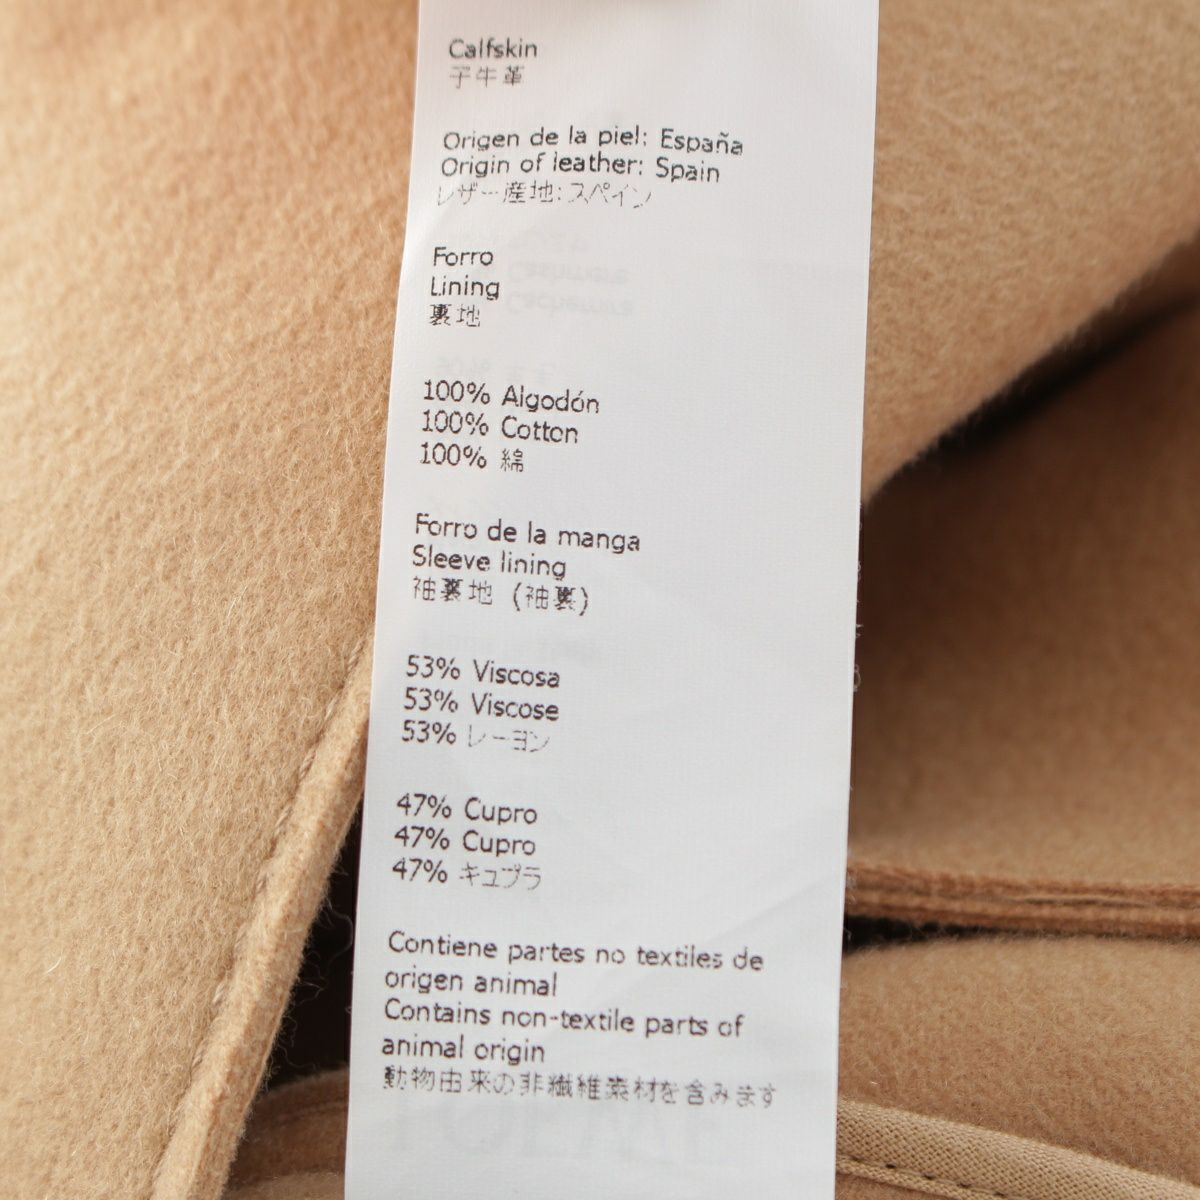 Calfskin
子牛革
Origen de la piel: España
Origin of leather: Spain
レザー産地: スペイン
Forro
Lining
裏地
100% Algodón
100% Cotton
100% 綿
Forro de la manga
Sleeve lining
袖裏地 (袖裏)
53% Viscosa
53% Viscose
53% レーヨン
47% Cupro
47% Cupro
47% キュプラ
Contiene partes no textiles de
origen animal
Contains non-textile parts of
animal origin
動物由来の非繊維素材を含みます